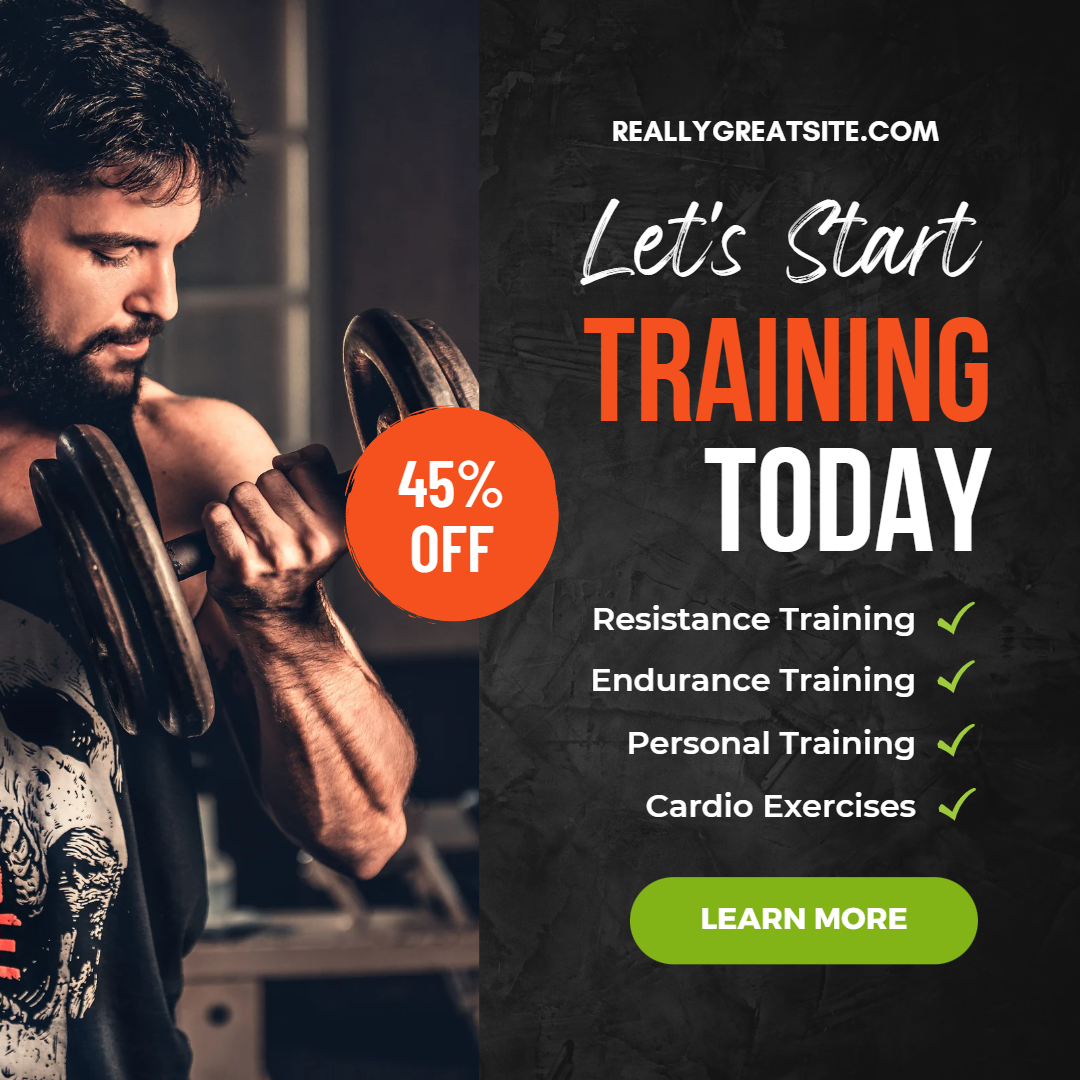 REALLYGREATSITE.COM
Let's Start
TRAINING
TODAY
45%
OFF
Resistance Training
Endurance Training
Personal Training
Cardio Exercises
LEARN MORE